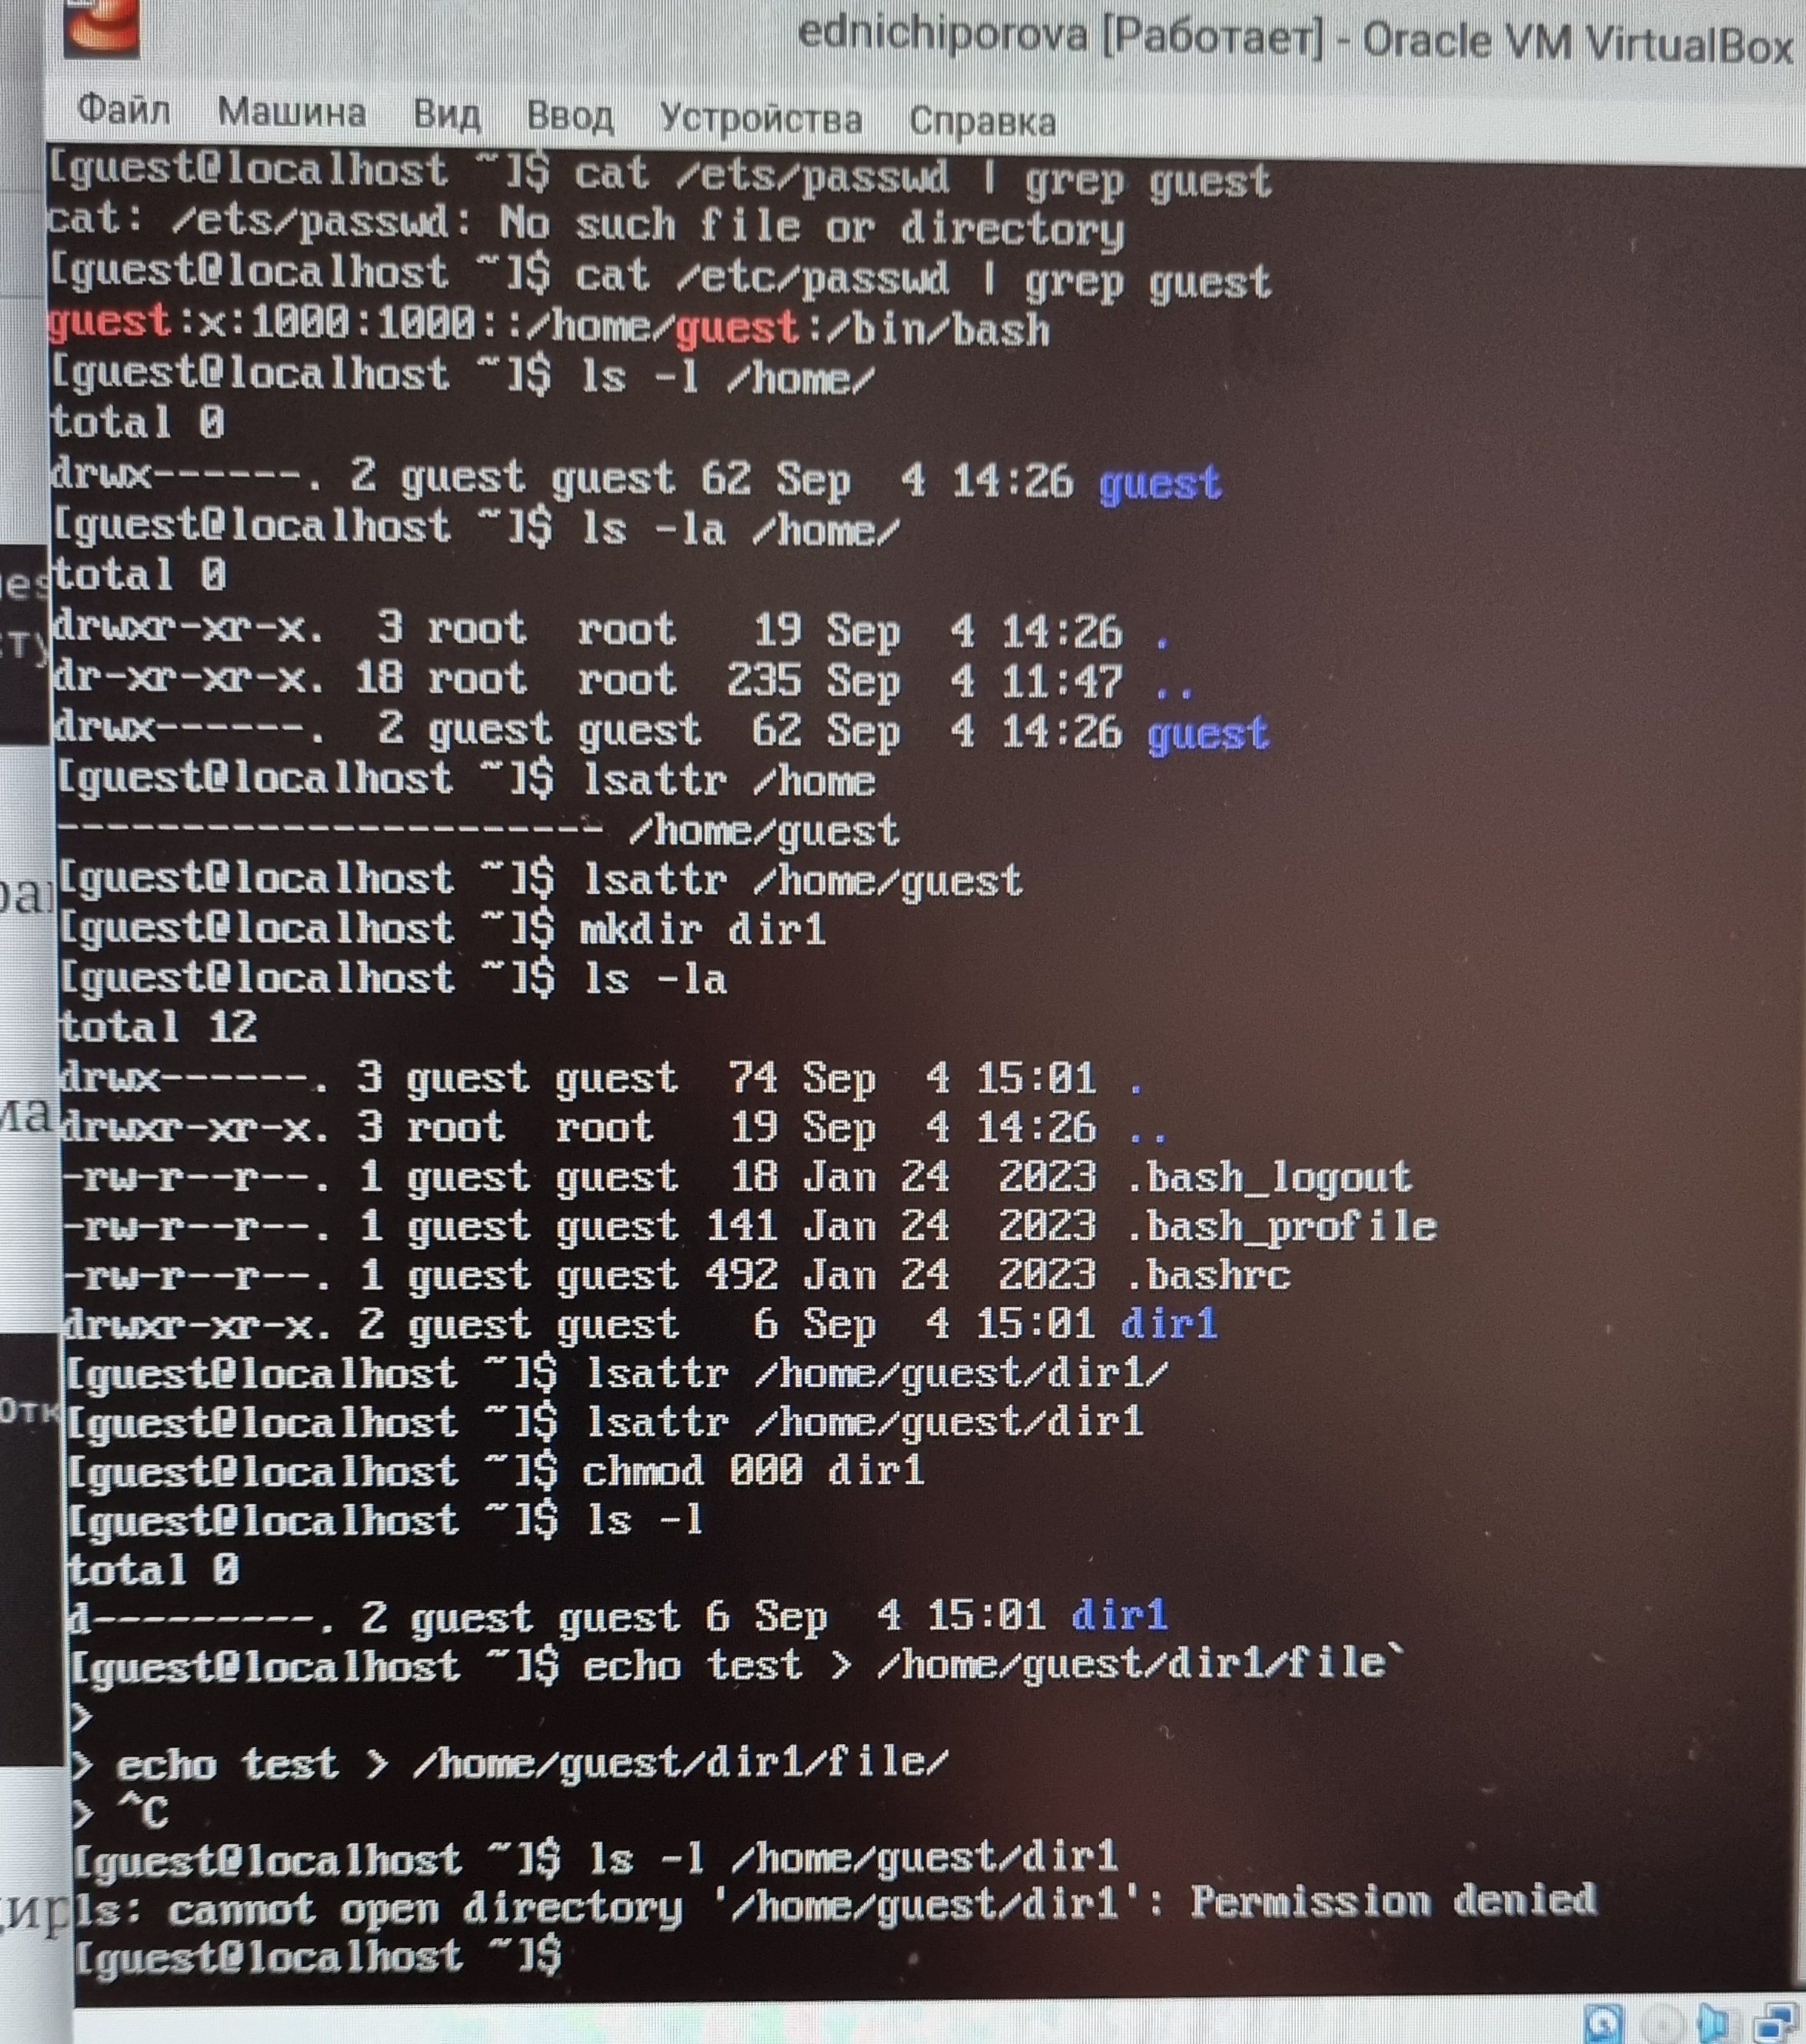 ednichiporova [Работает] - Oracle VM VirtualBox
Файл Машина Вид Ввод Устройства Справка
[guest@localhost ~]$ cat /ets/passwd | grep guest
cat: /ets/passwd: No such file or directory
[guest@localhost ~]$ cat /etc/passwd | grep guest
guest:x:1000:1000::/home/guest:/bin/bash
[guest@localhost ~]$ ls -l /home/
total 0
drwx------. 2 guest guest 62 Sep  4 14:26 guest
[guest@localhost ~]$ ls -la /home/
total 0
drwxr-xr-x.  3 root  root   19 Sep  4 14:26 .
dr-xr-xr-x. 18 root  root  235 Sep  4 11:47 ..
drwx------.  2 guest guest  62 Sep  4 14:26 guest
[guest@localhost ~]$ lsattr /home
---------------------- /home/guest
[guest@localhost ~]$ lsattr /home/guest
[guest@localhost ~]$ mkdir dir1
[guest@localhost ~]$ ls -la
total 12
drwx------. 3 guest guest  74 Sep  4 15:01 .
drwxr-xr-x. 3 root  root   19 Sep  4 14:26 ..
-rw-r--r--. 1 guest guest  18 Jan 24  2023 .bash_logout
-rw-r--r--. 1 guest guest 141 Jan 24  2023 .bash_profile
-rw-r--r--. 1 guest guest 492 Jan 24  2023 .bashrc
drwxr-xr-x. 2 guest guest   6 Sep  4 15:01 dir1
[guest@localhost ~]$ lsattr /home/guest/dir1/
[guest@localhost ~]$ lsattr /home/guest/dir1
[guest@localhost ~]$ chmod 000 dir1
[guest@localhost ~]$ ls -l
total 0
d---------. 2 guest guest 6 Sep  4 15:01 dir1
[guest@localhost ~]$ echo test > /home/guest/dir1/file`
>
> echo test > /home/guest/dir1/file/
> ^C
[guest@localhost ~]$ ls -l /home/guest/dir1
ls: cannot open directory '/home/guest/dir1': Permission denied
[guest@localhost ~]$